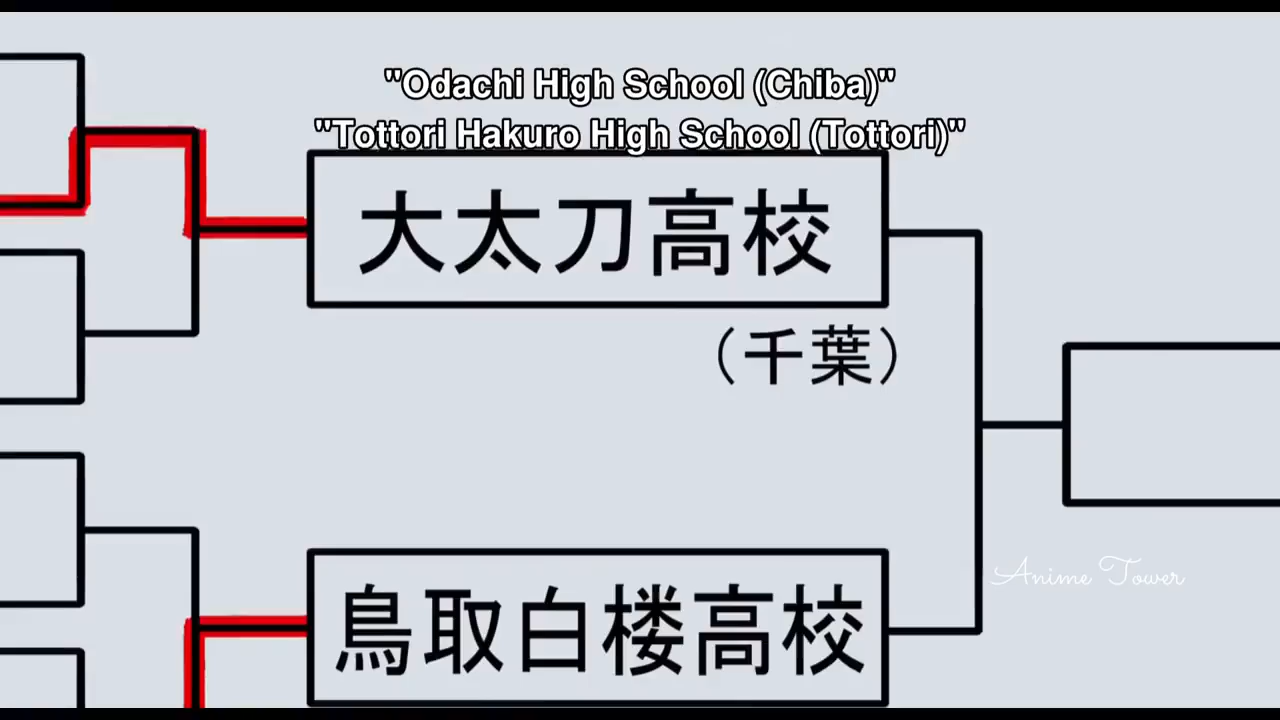 "Odachi High School (Chiba)"
"Tottori Hakuro High School (Tottori)"
大太刀高校
（千葉）
Anime Tower
鳥取白楼高校